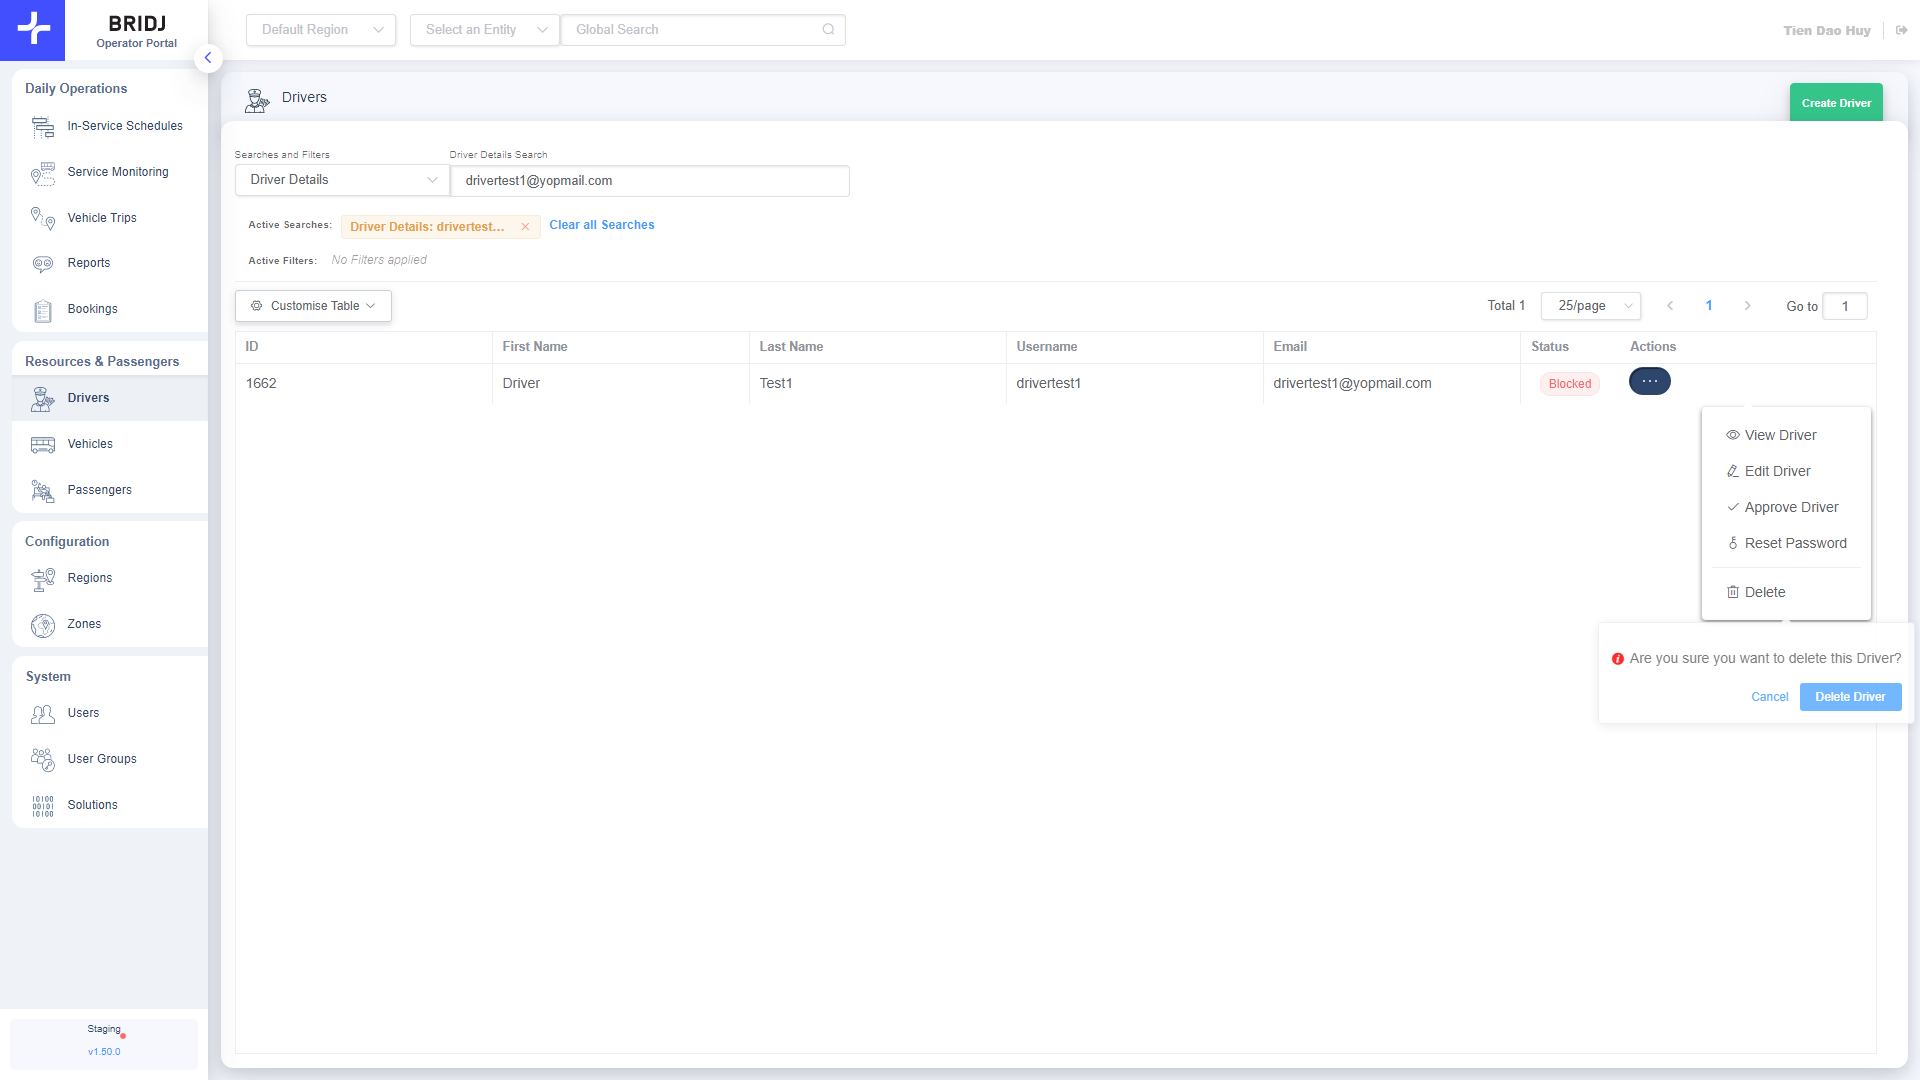 BRIDJ
Operator Portal
Default Region
Select an Entity
Global Search
Tien Dao Huy
Daily Operations
In-Service Schedules
Service Monitoring
Vehicle Trips
Reports
Bookings
Resources & Passengers
Drivers
Vehicles
Passengers
Configuration
Regions
Zones
System
Users
User Groups
10100
00101
10100
Solutions
Staging
v1.50.0
Drivers
Create Driver
Searches and Filters
Driver Details Search
Driver Details
drivertest1@yopmail.com
Active Searches: Driver Details: drivertest... Clear all Searches
Active Filters: No Filters applied
Customise Table
Total 1 25/page 1 Go to 1
ID First Name Last Name Username Email Status Actions
1662 Driver Test1 drivertest1 drivertest1@yopmail.com Blocked ...
View Driver
Edit Driver
Approve Driver
Reset Password
Delete
Are you sure you want to delete this Driver?
Cancel Delete Driver